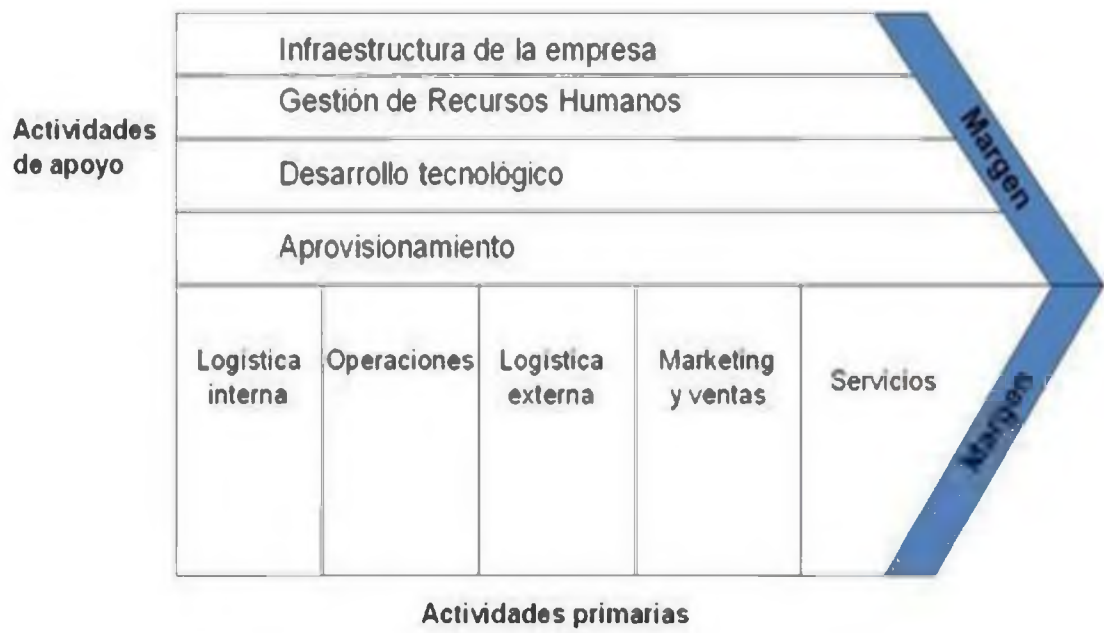 Infraestructura de la empresa
Gestión de Recursos Humanos
Actividades
de apoyo
Desarrollo tecnológico
Aprovisionamiento
Margen
Logística
interna
Operaciones
Logística
externa
Marketing
y ventas
Servicios
Margen
Actividades primarias